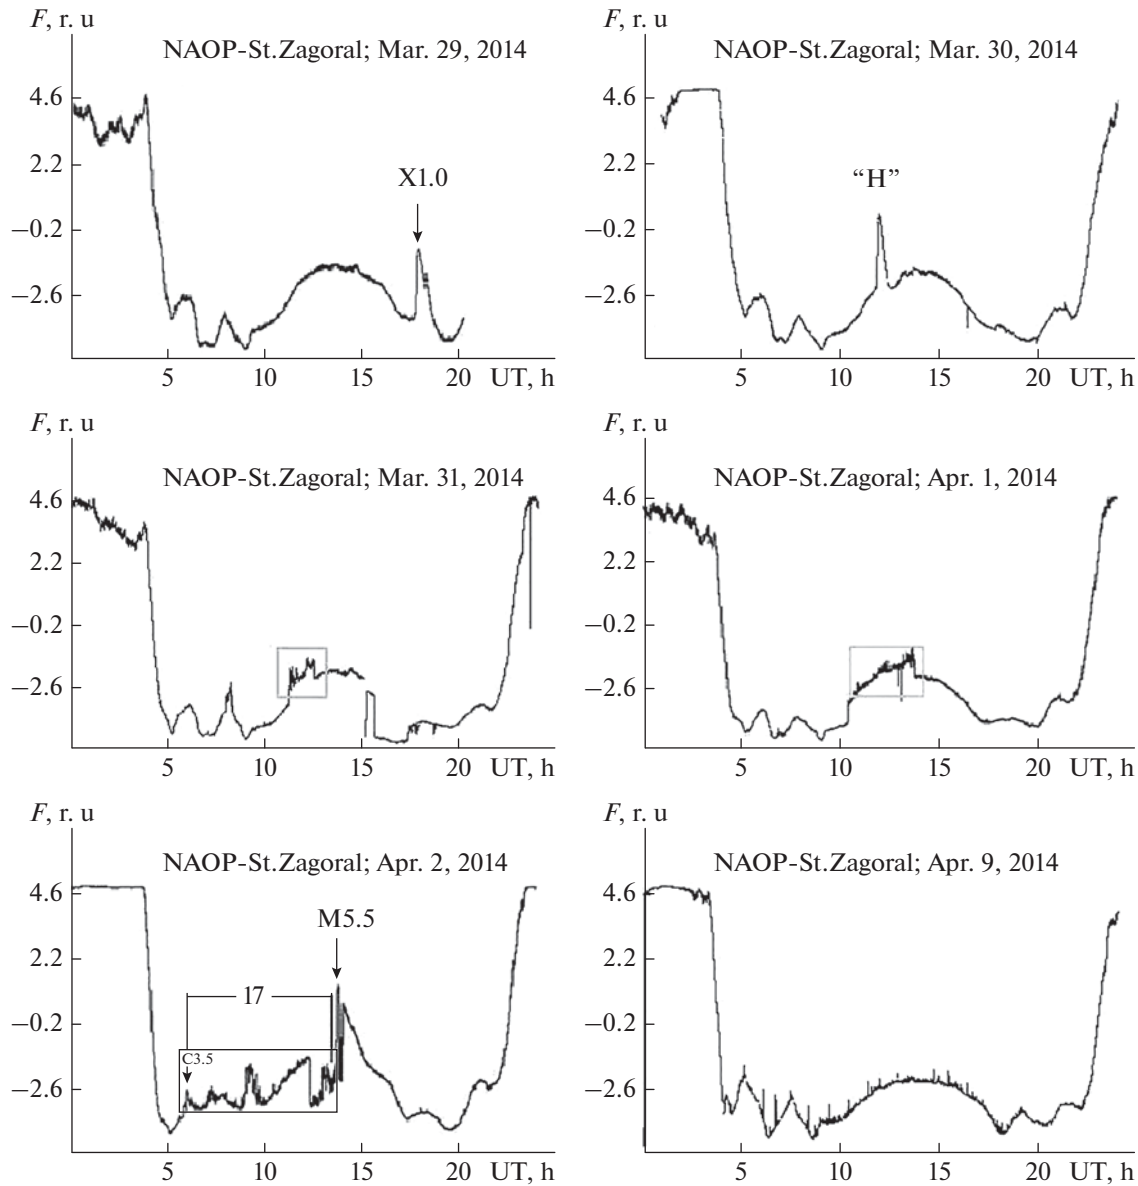 F, r. u
NAOP-St.Zagoral; Mar. 29, 2014
4.6
2.2
X1.0
−0.2
−2.6
5 10 15 20 UT, h
F, r. u
NAOP-St.Zagoral; Mar. 30, 2014
4.6
2.2
“H”
−0.2
−2.6
5 10 15 20 UT, h
F, r. u
NAOP-St.Zagoral; Mar. 31, 2014
4.6
2.2
−0.2
−2.6
5 10 15 20 UT, h
F, r. u
NAOP-St.Zagoral; Apr. 1, 2014
4.6
2.2
−0.2
−2.6
5 10 15 20 UT, h
F, r. u
NAOP-St.Zagoral; Apr. 2, 2014
4.6
M5.5
2.2
17
−0.2
C3.5
−2.6
5 10 15 20 UT, h
F, r. u
NAOP-St.Zagoral; Apr. 9, 2014
4.6
2.2
−0.2
−2.6
5 10 15 20 UT, h